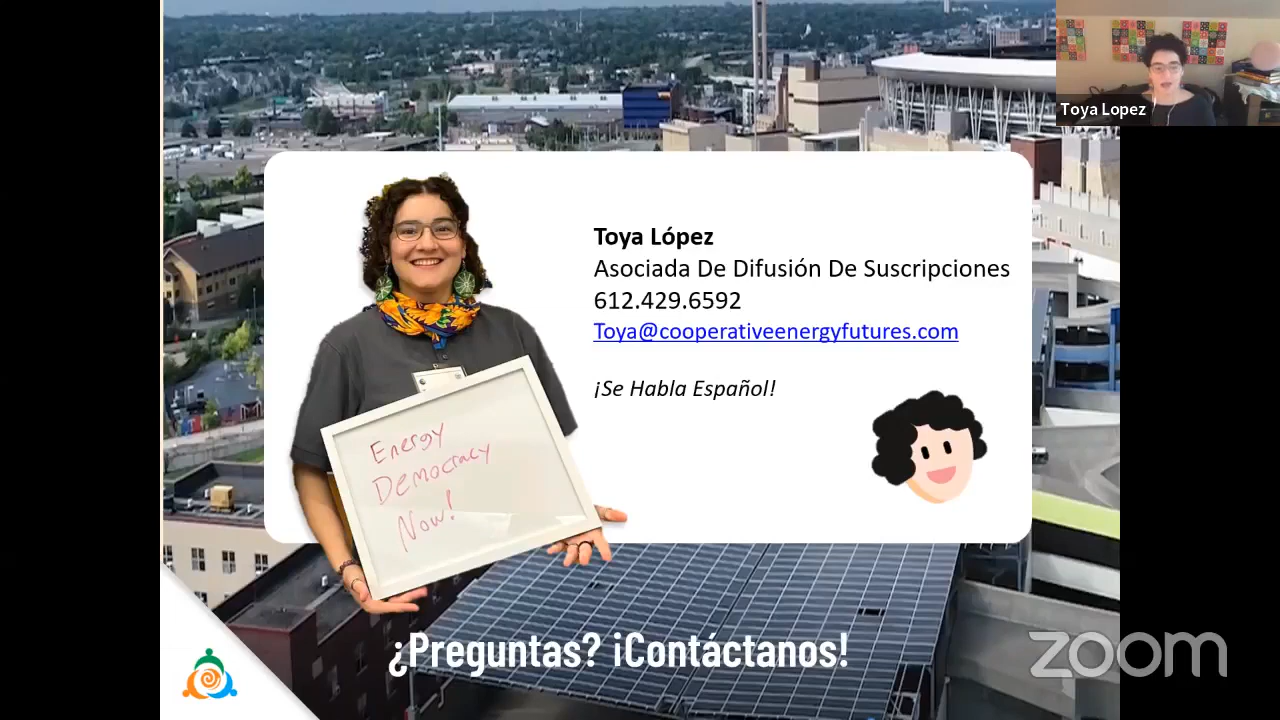 Toya Lopez
Toya López
Asociada De Difusión De Suscripciones
612.429.6592
Toya@cooperativeenergyfutures.com
¡Se Habla Español!
Energy
Democracy
Now!
¿Preguntas? ¡Contáctanos!
zoom